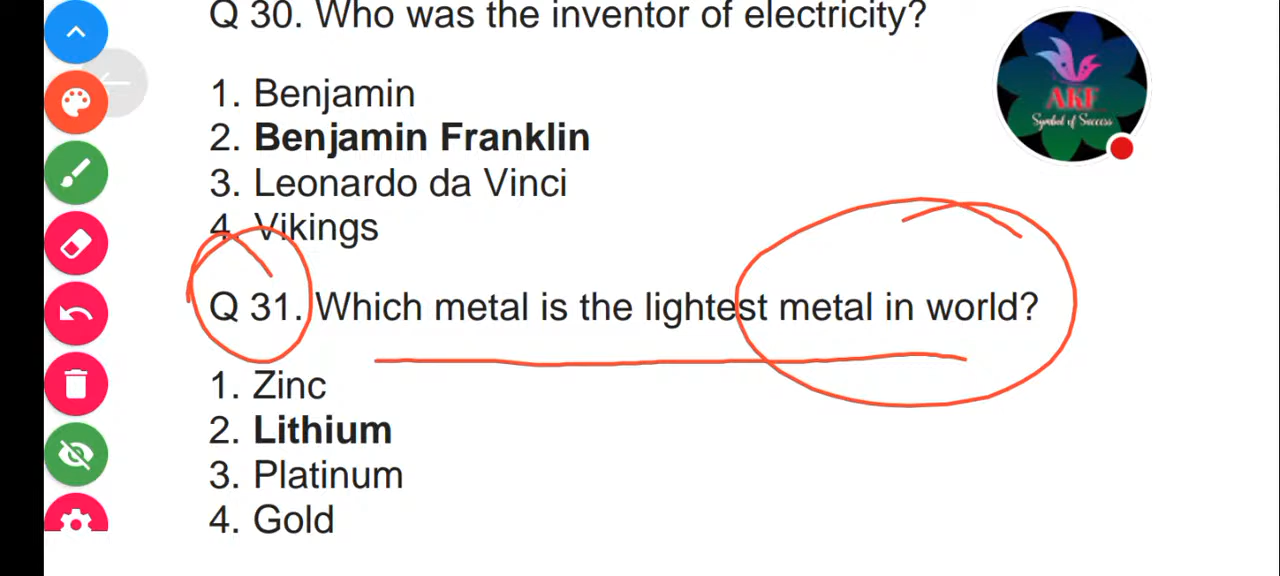 Q 30. Who was the inventor of electricity?
1. Benjamin
2. Benjamin Franklin
3. Leonardo da Vinci
4. Vikings
AKF
Symbol of Success
Q 31. Which metal is the lightest metal in world?
1. Zinc
2. Lithium
3. Platinum
4. Gold